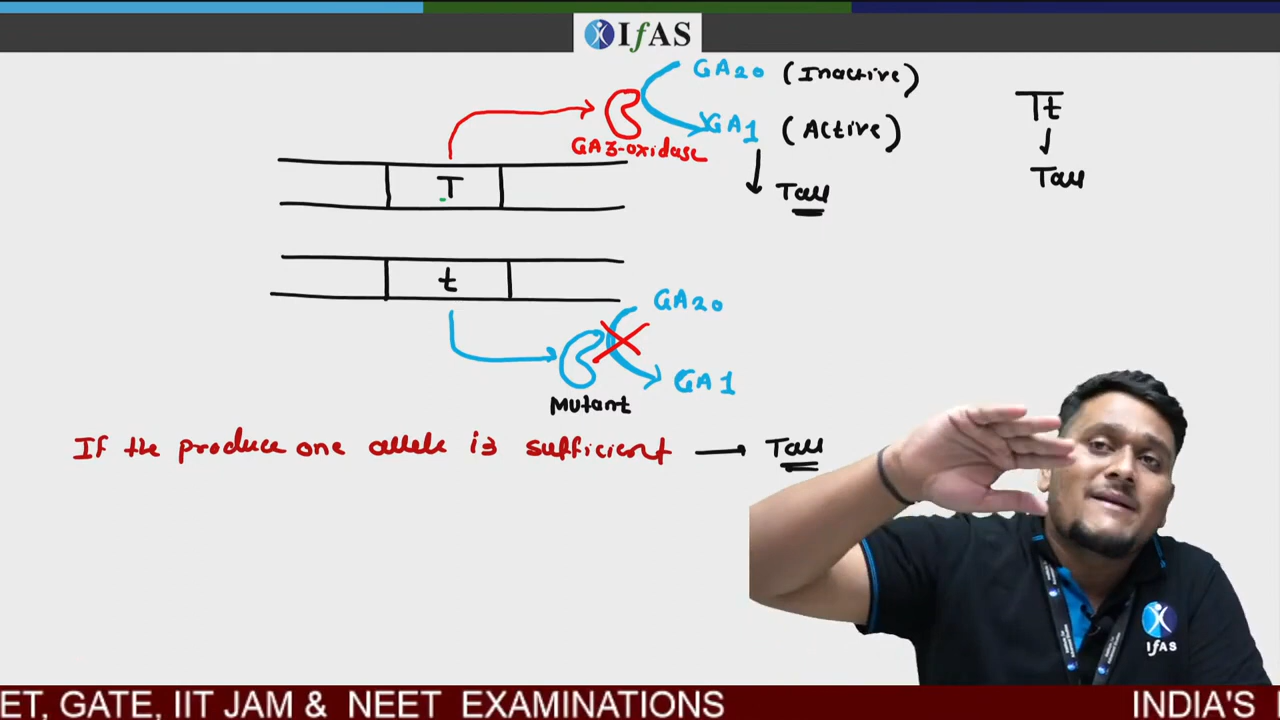 IfAS
GA20 (Inactive)
GA1 (Active)
GA3-oxidase
Tall
Tt
Tall
T
t
GA20
GA1
Mutant
If the produce one allele is sufficient → Tall
IfAS
ET, GATE, IIT JAM & NEET EXAMINATIONS INDIA'S